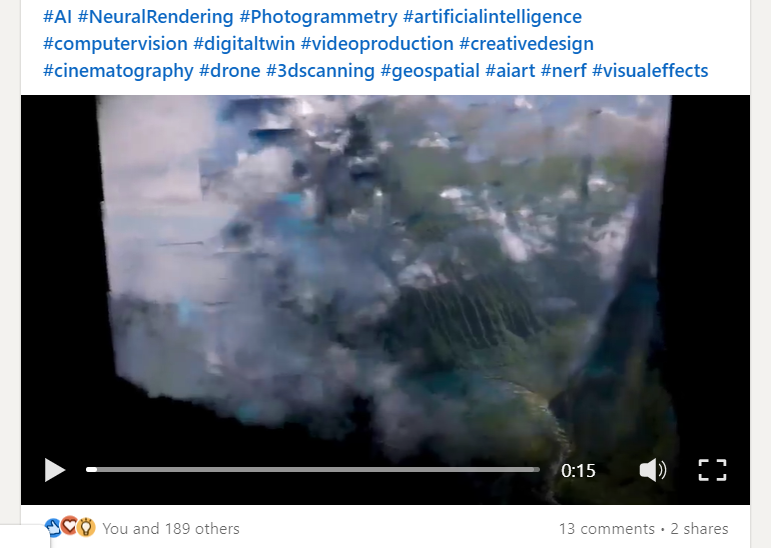 #AI #NeuralRendering #Photogrammetry #artificialintelligence
#computervision #digitaltwin #videoproduction #creativedesign
#cinematography #drone #3dscanning #geospatial #aiart #nerf #visualeffects
0:15
You and 189 others
13 comments • 2 shares